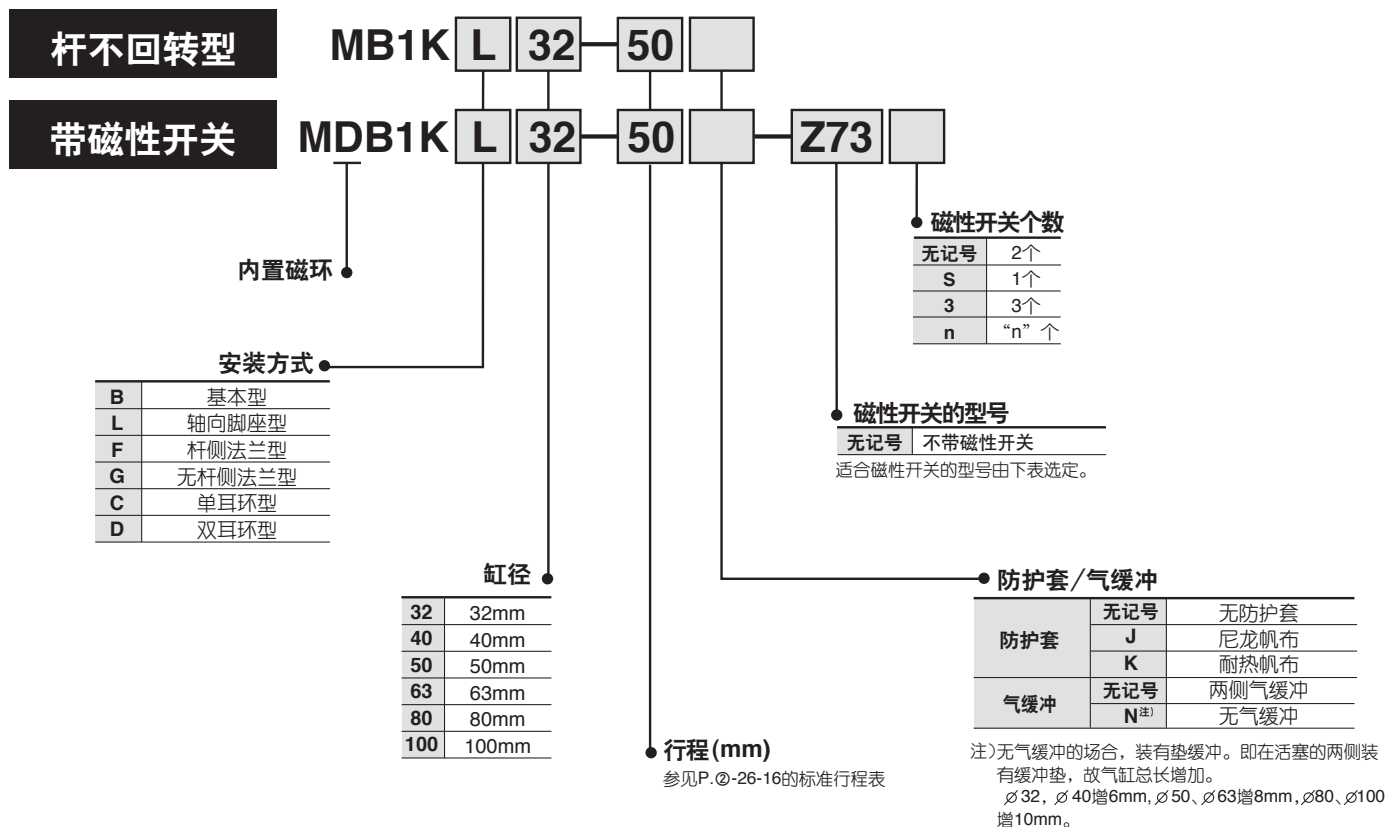 杆不回转型 MB1K L 32-50
带磁性开关 MDB1K L 32-50 - Z73
内置磁环
磁性开关个数
无记号 2个
S 1个
3 3个
n “n”个
安装方式
B 基本型
L 轴向脚座型
F 杆侧法兰型
G 无杆侧法兰型
C 单耳环型
D 双耳环型
磁性开关的型号
无记号 不带磁性开关
适合磁性开关的型号由下表选定。
缸径
32 32mm
40 40mm
50 50mm
63 63mm
80 80mm
100 100mm
行程(mm)
参见P.②-26-16的标准行程表
防护套/气缓冲
防护套 无记号 无防护套
J 尼龙帆布
K 耐热帆布
气缓冲 无记号 两侧气缓冲
N注) 无气缓冲
注)无气缓冲的场合，装有垫缓冲。即在活塞的两侧装
有缓冲垫，故气缸总长增加。
∅32，∅40增6mm,∅50、∅63增8mm,∅80、∅100
增10mm。